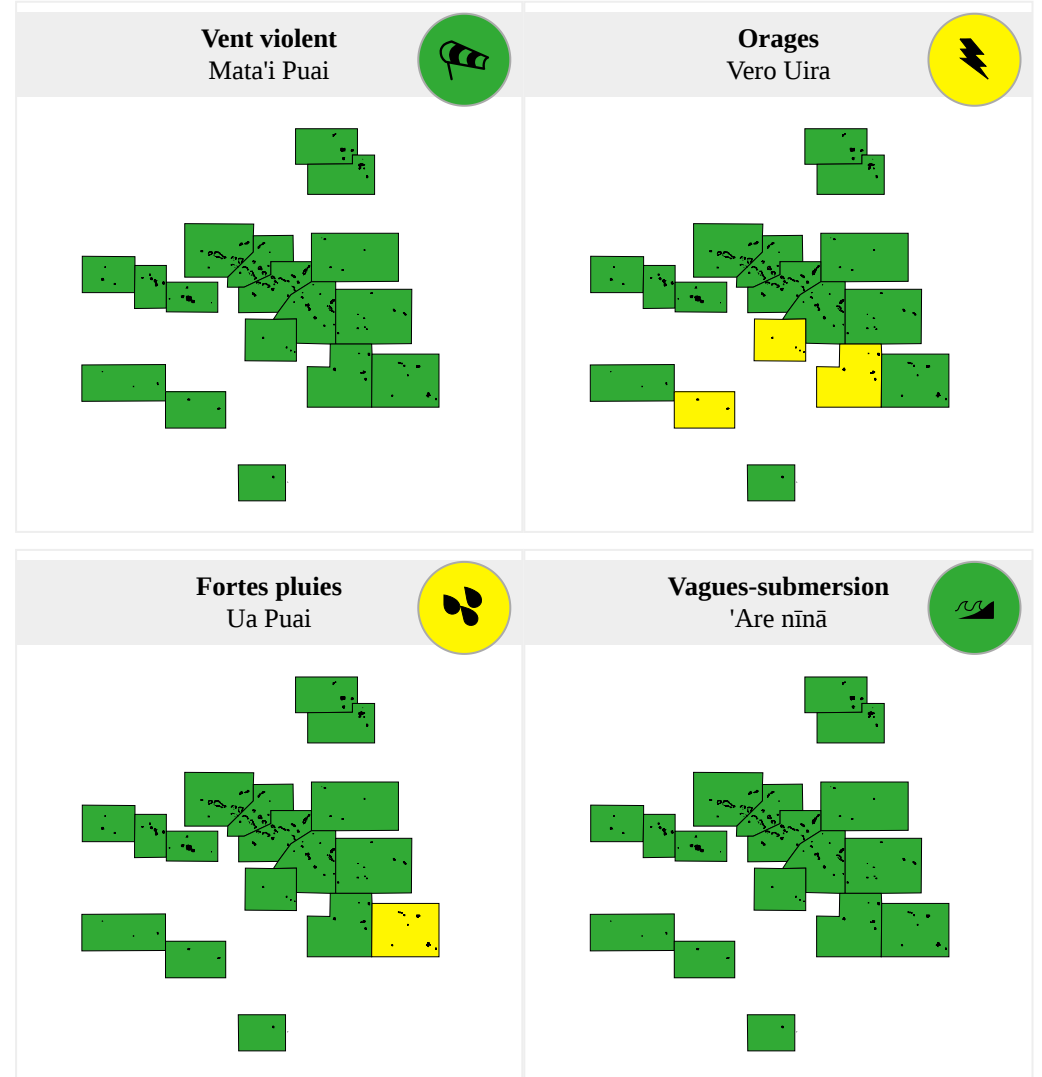 Vent violent
Mata'i Puai
Orages
Vero Uira
Fortes pluies
Ua Puai
Vagues-submersion
'Are nīnā